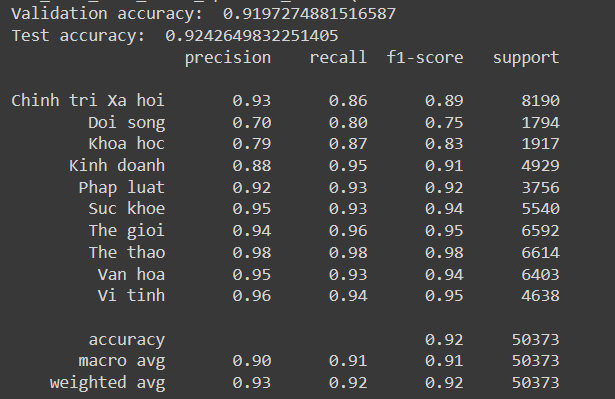 Validation accuracy:  0.9197274881516587
Test accuracy:  0.9242649832251405
precision recall f1-score support
Chinh tri Xa hoi 0.93 0.86 0.89 8190
Doi song 0.70 0.80 0.75 1794
Khoa hoc 0.79 0.87 0.83 1917
Kinh doanh 0.88 0.95 0.91 4929
Phap luat 0.92 0.93 0.92 3756
Suc khoe 0.95 0.93 0.94 5540
The gioi 0.94 0.96 0.95 6592
The thao 0.98 0.98 0.98 6614
Van hoa 0.95 0.93 0.94 6403
Vi tinh 0.96 0.94 0.95 4638
accuracy 0.92 50373
macro avg 0.90 0.91 0.91 50373
weighted avg 0.93 0.92 0.92 50373